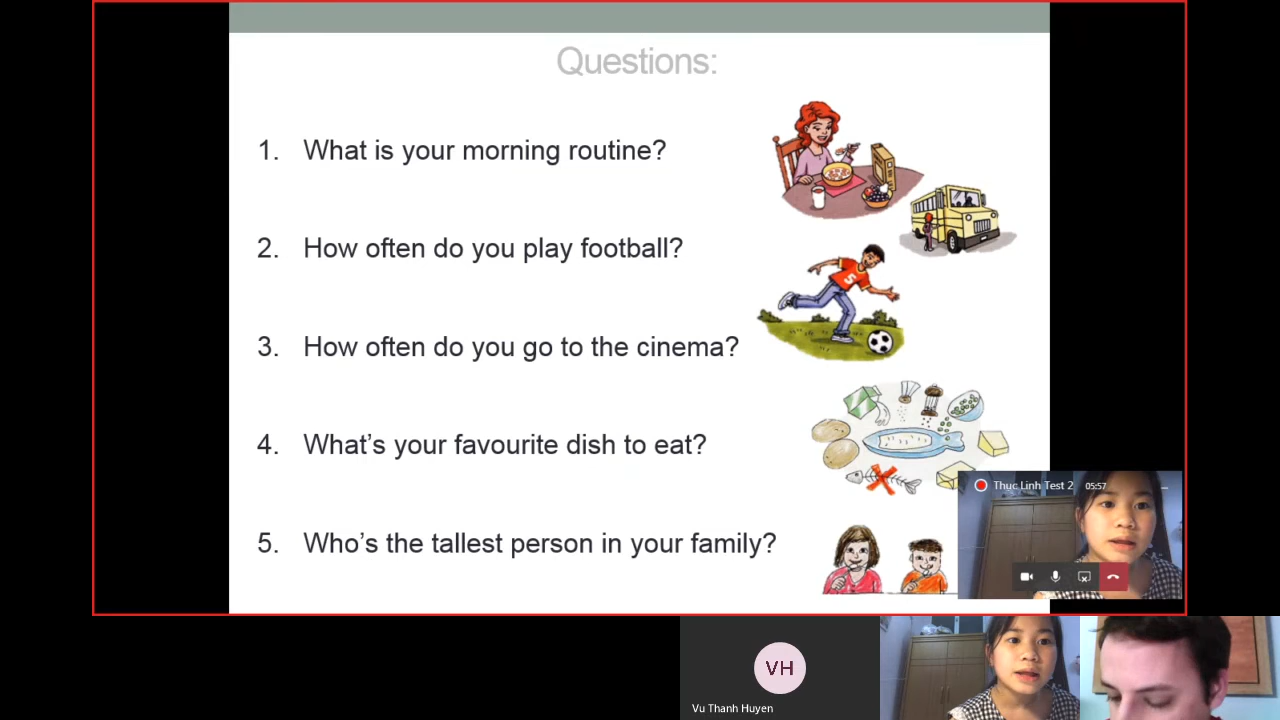 Questions:
1. What is your morning routine?
2. How often do you play football?
3. How often do you go to the cinema?
4. What's your favourite dish to eat?
5. Who's the tallest person in your family?
5
Thuc Linh Test 2 05:57
VH
Vu Thanh Huyen